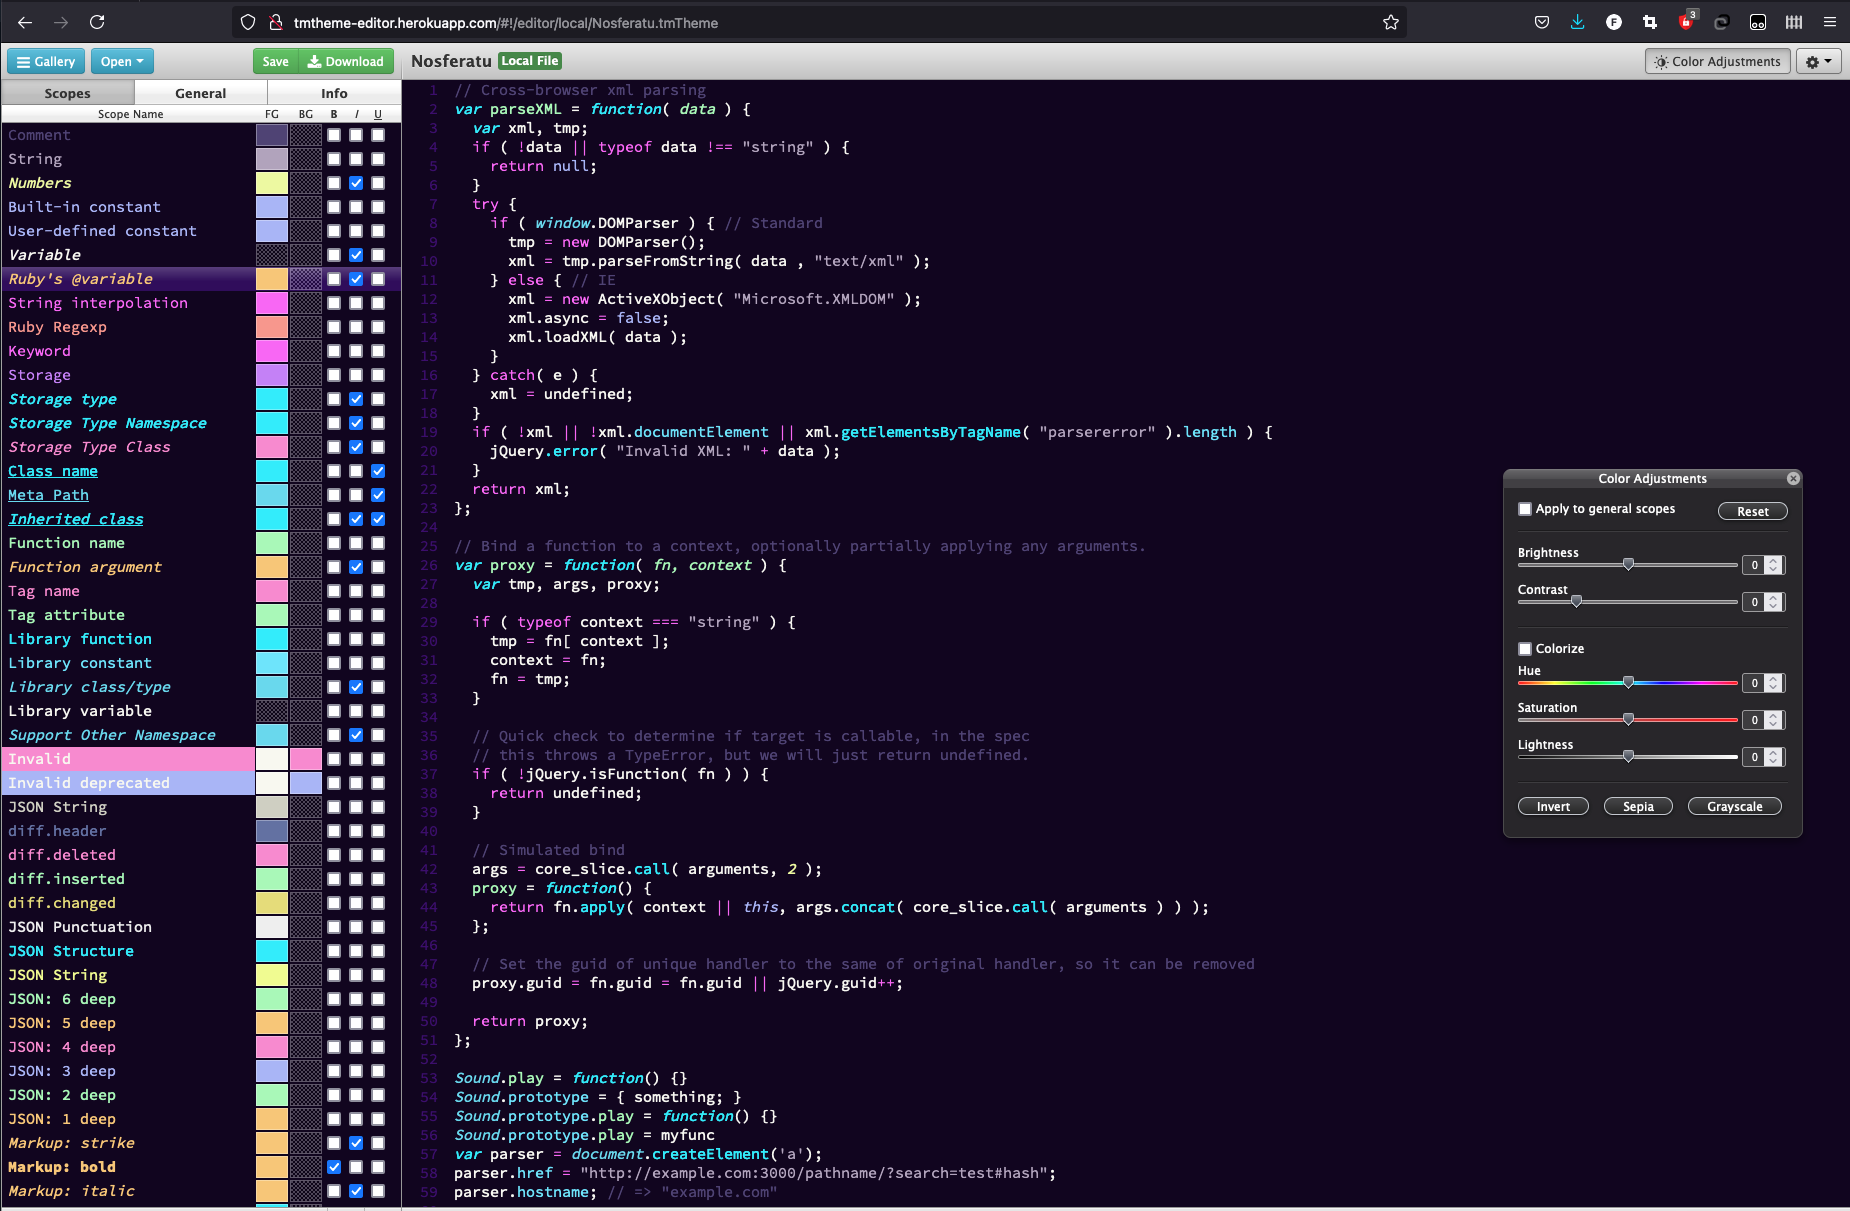 tmtheme-editor.herokuapp.com/#!/editor/local/Nosferatu.tmTheme
3
Gallery
Open
Save
Download
Nosferatu Local File
Color Adjustments
Scopes
General
Info
Scope Name FG BG B I U
Comment
String
Numbers
Built-in constant
User-defined constant
Variable
Ruby's @variable
String interpolation
Ruby Regexp
Keyword
Storage
Storage type
Storage Type Namespace
Storage Type Class
Class name
Meta Path
Inherited class
Function name
Function argument
Tag name
Tag attribute
Library function
Library constant
Library class/type
Library variable
Support Other Namespace
Invalid
Invalid deprecated
JSON String
diff.header
diff.deleted
diff.inserted
diff.changed
JSON Punctuation
JSON Structure
JSON String
JSON: 6 deep
JSON: 5 deep
JSON: 4 deep
JSON: 3 deep
JSON: 2 deep
JSON: 1 deep
Markup: strike
Markup: bold
Markup: italic
1 // Cross-browser xml parsing
2 var parseXML = function( data ) {
3 var xml, tmp;
4 if ( !data || typeof data !== "string" ) {
5 return null;
6 }
7 try {
8 if ( window.DOMParser ) { // Standard
9 tmp = new DOMParser();
10 xml = tmp.parseFromString( data , "text/xml" );
11 } else { // IE
12 xml = new ActiveXObject( "Microsoft.XMLDOM" );
13 xml.async = false;
14 xml.loadXML( data );
15 }
16 } catch( e ) {
17 xml = undefined;
18 }
19 if ( !xml || !xml.documentElement || xml.getElementsByTagName( "parsererror" ).length ) {
20 jQuery.error( "Invalid XML: " + data );
21 }
22 return xml;
23 };
24
25 // Bind a function to a context, optionally partially applying any arguments.
26 var proxy = function( fn, context ) {
27 var tmp, args, proxy;
28
29 if ( typeof context === "string" ) {
30 tmp = fn[ context ];
31 context = fn;
32 fn = tmp;
33 }
34
35 // Quick check to determine if target is callable, in the spec
36 // this throws a TypeError, but we will just return undefined.
37 if ( !jQuery.isFunction( fn ) ) {
38 return undefined;
39 }
40
41 // Simulated bind
42 args = core_slice.call( arguments, 2 );
43 proxy = function() {
44 return fn.apply( context || this, args.concat( core_slice.call( arguments ) ) );
45 };
46
47 // Set the guid of unique handler to the same of original handler, so it can be removed
48 proxy.guid = fn.guid = fn.guid || jQuery.guid++;
49
50 return proxy;
51 };
52
53 Sound.play = function() {}
54 Sound.prototype = { something; }
55 Sound.prototype.play = function() {}
56 Sound.prototype.play = myfunc
57 var parser = document.createElement('a');
58 parser.href = "http://example.com:3000/pathname/?search=test#hash";
59 parser.hostname; // => "example.com"
Color Adjustments
Apply to general scopes
Reset
Brightness
0
Contrast
0
Colorize
Hue
0
Saturation
0
Lightness
0
Invert
Sepia
Grayscale